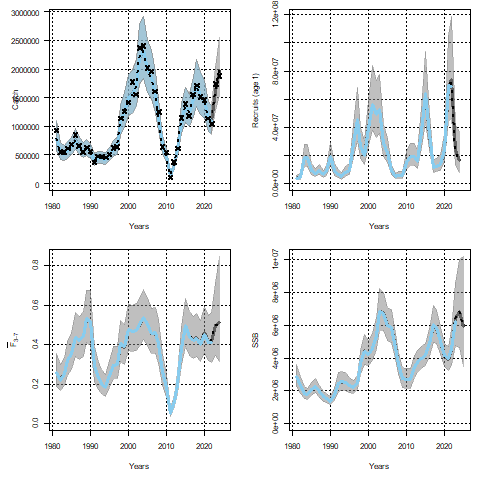 3000000
2500000
2000000
1500000
1000000
500000
0
Catch
1980 1990 2000 2010 2020
Years
1.2e+08
8.0e+07
4.0e+07
0.0e+00
Recruits (age 1)
1980 1990 2000 2010 2020
Years
0.8
0.6
0.4
0.2
0.0
F3-7
1980 1990 2000 2010 2020
Years
1e+07
8e+06
6e+06
4e+06
2e+06
0e+00
SSB
1980 1990 2000 2010 2020
Years